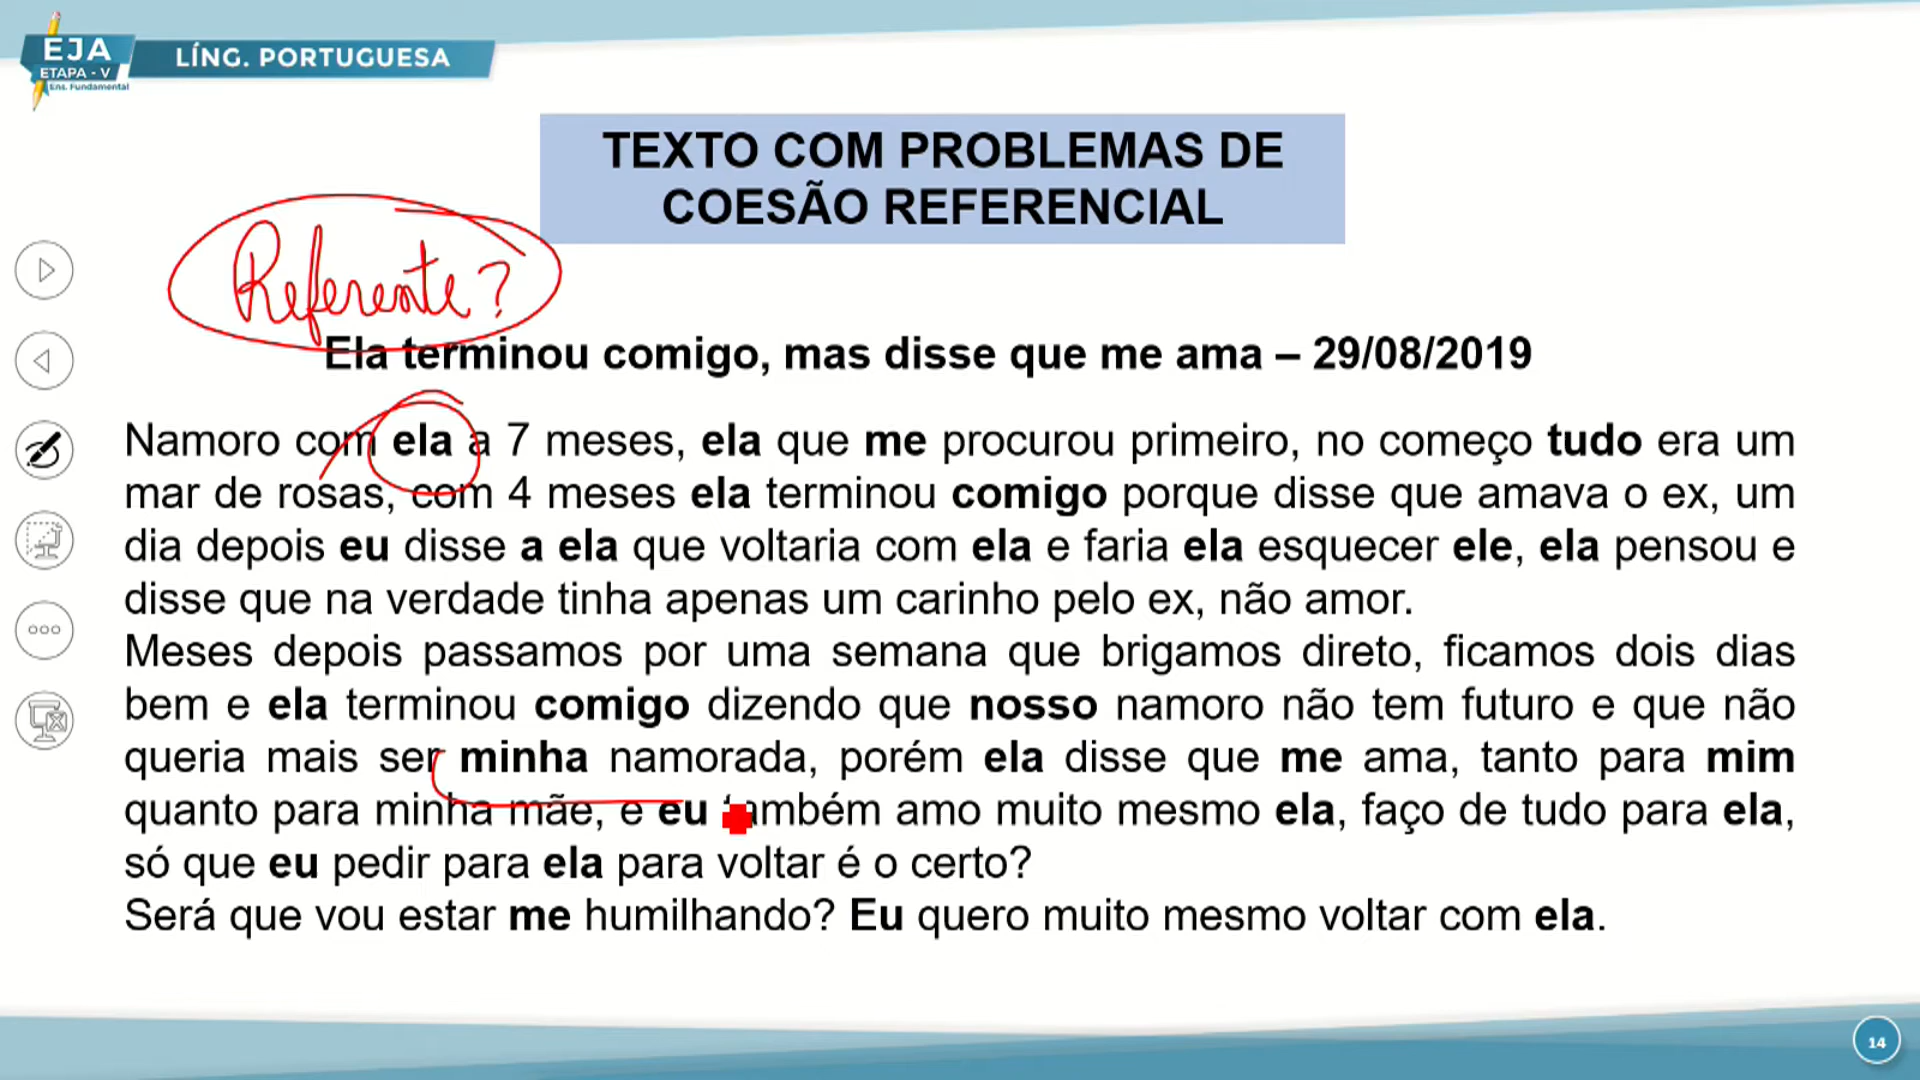 EJA
ETAPA - V
Ens. Fundamental
LÍNG. PORTUGUESA
TEXTO COM PROBLEMAS DE
COESÃO REFERENCIAL
Referente?
Ela terminou comigo, mas disse que me ama – 29/08/2019
Namoro com ela a 7 meses, ela que me procurou primeiro, no começo tudo era um
mar de rosas, com 4 meses ela terminou comigo porque disse que amava o ex, um
dia depois eu disse a ela que voltaria com ela e faria ela esquecer ele, ela pensou e
disse que na verdade tinha apenas um carinho pelo ex, não amor.
Meses depois passamos por uma semana que brigamos direto, ficamos dois dias
bem e ela terminou comigo dizendo que nosso namoro não tem futuro e que não
queria mais ser minha namorada, porém ela disse que me ama, tanto para mim
quanto para minha mãe, e eu também amo muito mesmo ela, faço de tudo para ela,
só que eu pedir para ela para voltar é o certo?
Será que vou estar me humilhando? Eu quero muito mesmo voltar com ela.
14